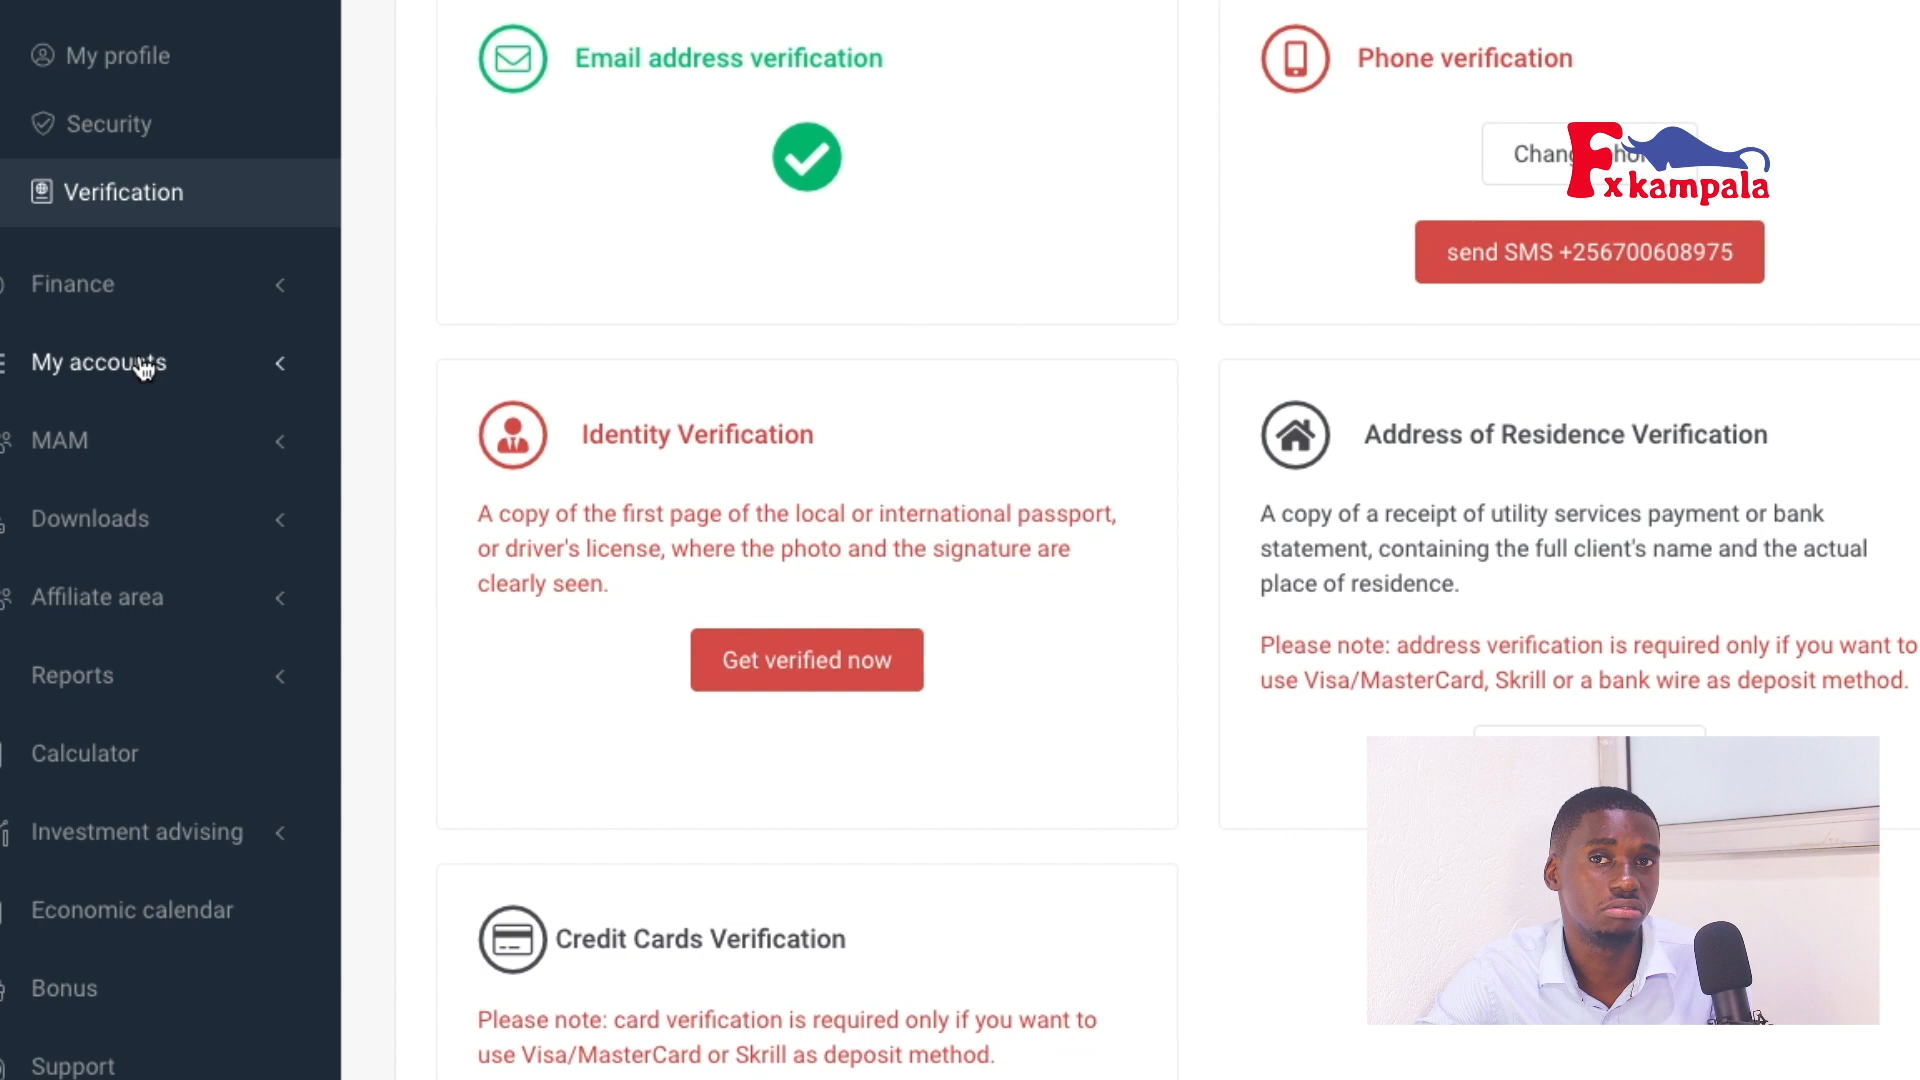 My profile
Security
Verification
Finance
My accounts
MAM
Downloads
Affiliate area
Reports
Calculator
Investment advising
Economic calendar
Bonus
Support
Email address verification
Phone verification
Fxkampala
send SMS +256700608975
Identity Verification
A copy of the first page of the local or international passport,
or driver's license, where the photo and the signature are
clearly seen.
Get verified now
Address of Residence Verification
A copy of a receipt of utility services payment or bank
statement, containing the full client's name and the actual
place of residence.
Please note: address verification is required only if you want to
use Visa/MasterCard, Skrill or a bank wire as deposit method.
Credit Cards Verification
Please note: card verification is required only if you want to
use Visa/MasterCard or Skrill as deposit method.